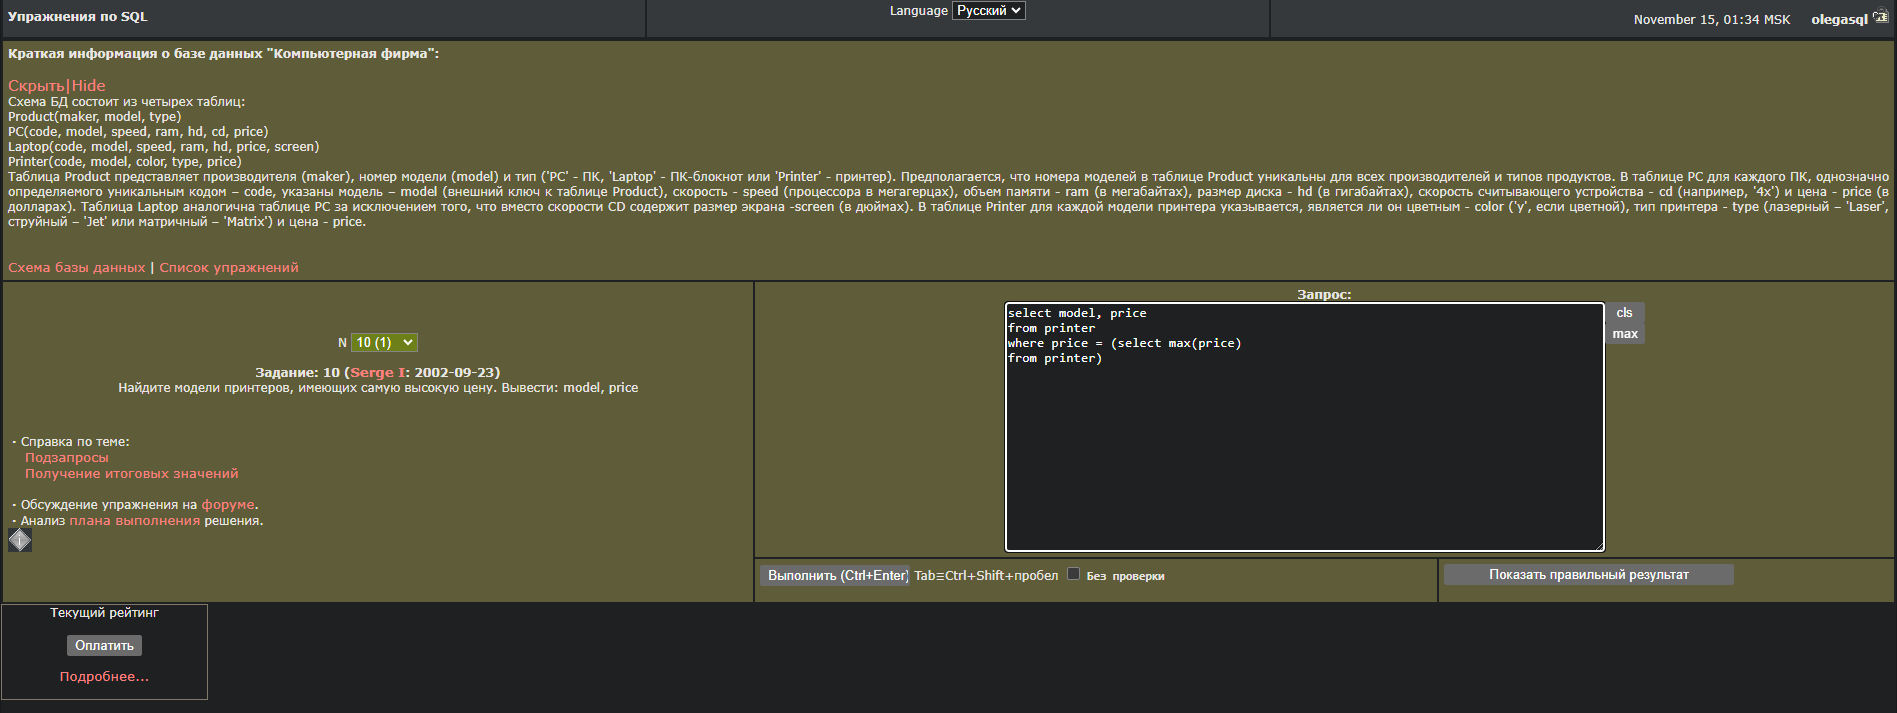 Упражнения по SQL
Language Русский
November 15, 01:34 MSK olegasql
Краткая информация о базе данных "Компьютерная фирма":
Скрыть|Hide
Схема БД состоит из четырех таблиц:
Product(maker, model, type)
PC(code, model, speed, ram, hd, cd, price)
Laptop(code, model, speed, ram, hd, price, screen)
Printer(code, model, color, type, price)
Таблица Product представляет производителя (maker), номер модели (model) и тип ('PC' - ПК, 'Laptop' - ПК-блокнот или 'Printer' - принтер). Предполагается, что номера моделей в таблице Product уникальны для всех производителей и типов продуктов. В таблице PC для каждого ПК, однозначно
определяемого уникальным кодом – code, указаны модель – model (внешний ключ к таблице Product), скорость - speed (процессора в мегагерцах), объем памяти - ram (в мегабайтах), размер диска - hd (в гигабайтах), скорость считывающего устройства - cd (например, '4x') и цена - price (в
долларах). Таблица Laptop аналогична таблице РС за исключением того, что вместо скорости CD содержит размер экрана -screen (в дюймах). В таблице Printer для каждой модели принтера указывается, является ли он цветным - color ('y', если цветной), тип принтера - type (лазерный – 'Laser',
струйный – 'Jet' или матричный – 'Matrix') и цена - price.
Схема базы данных | Список упражнений
N 10 (1)
Задание: 10 (Serge I: 2002-09-23)
Найдите модели принтеров, имеющих самую высокую цену. Вывести: model, price
· Справка по теме:
Подзапросы
Получение итоговых значений
· Обсуждение упражнения на форуме.
· Анализ плана выполнения решения.
Запрос:
select model, price
from printer
where price = (select max(price)
from printer)
cls
max
Выполнить (Ctrl+Enter) Tab≡Ctrl+Shift+пробел Без проверки
Показать правильный результат
Текущий рейтинг
Оплатить
Подробнее...